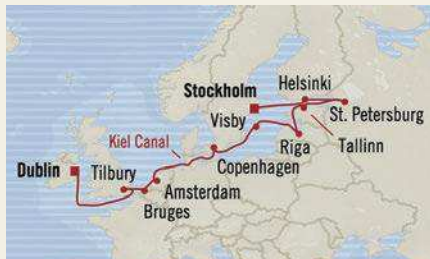 Helsinki
Stockholm
St. Petersburg
Visby
Kiel Canal
Tallinn
Riga
Copenhagen
Dublin
Tilbury
Amsterdam
Bruges